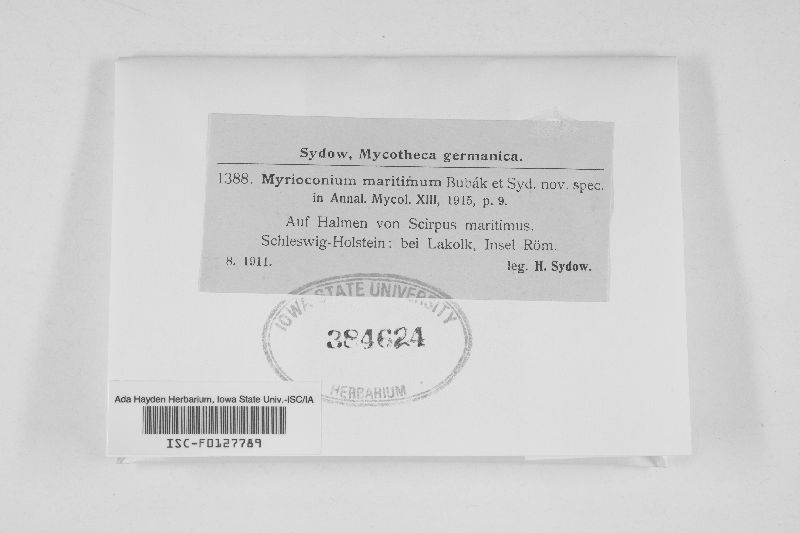 Sydow, Mycotheca germanica.
1388. Myrioconium maritimum Bubák et Syd. nov. spec.
in Annal. Mycol. XIII, 1915, p. 9.
Auf Halmen von Scirpus maritimus.
Schleswig-Holstein: bei Lakolk, Insel Röm.
8. 1911. leg. H. Sydow.
IOWA STATE UNIVERSITY
384624
HERBARIUM
Ada Hayden Herbarium, Iowa State Univ.-ISC/IA
ISC-F0127789